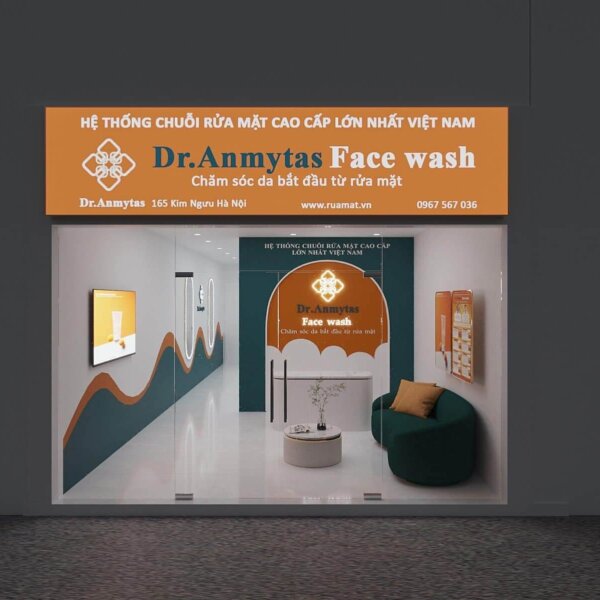 HỆ THỐNG CHUỖI RỬA MẶT CAO CẤP LỚN NHẤT VIỆT NAM
Dr.Anmytas Face wash
Chăm sóc da bắt đầu từ rửa mặt
Dr.Anmytas 165 Kim Ngưu Hà Nội www.ruamat.vn 0967 567 036
HỆ THỐNG CHUỖI RỬA MẶT CAO CẤP
LỚN NHẤT VIỆT NAM
Dr.Anmytas
Face wash
Chăm sóc da bắt đầu từ rửa mặt